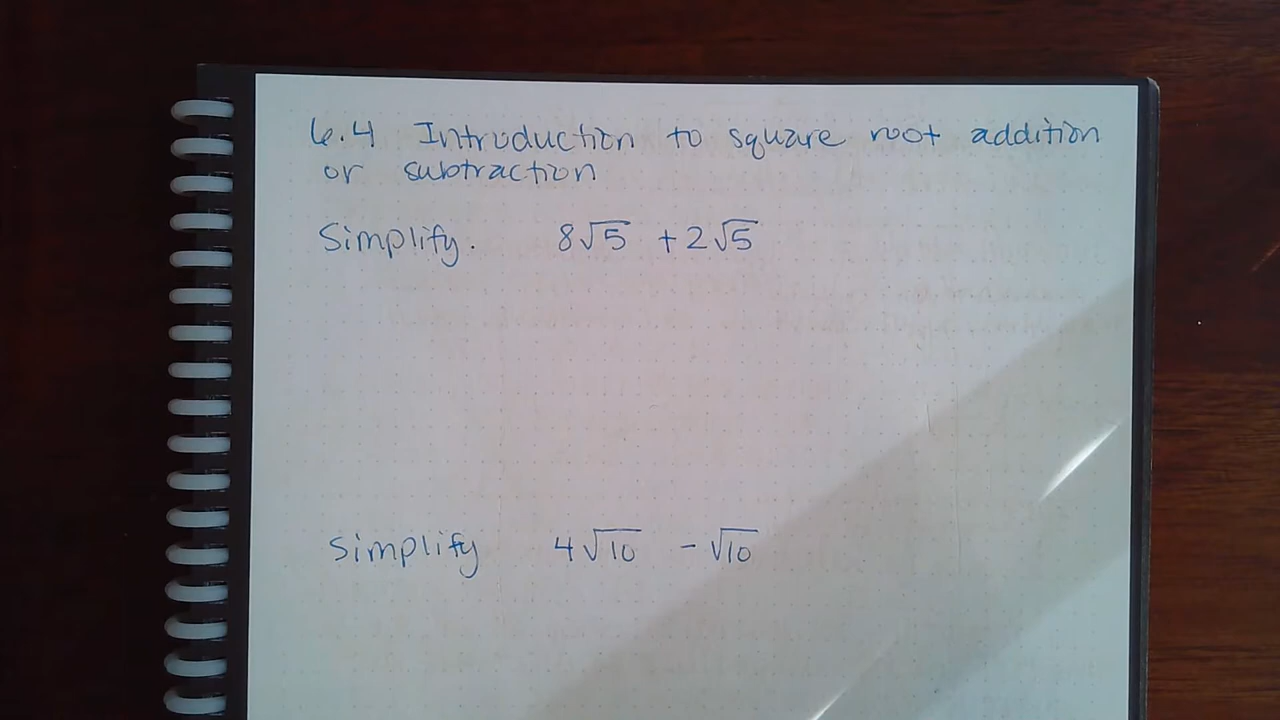 6.4 Introduction to square root addition
or subtraction
Simplify. 8√5 + 2√5
simplify 4√10 - √10